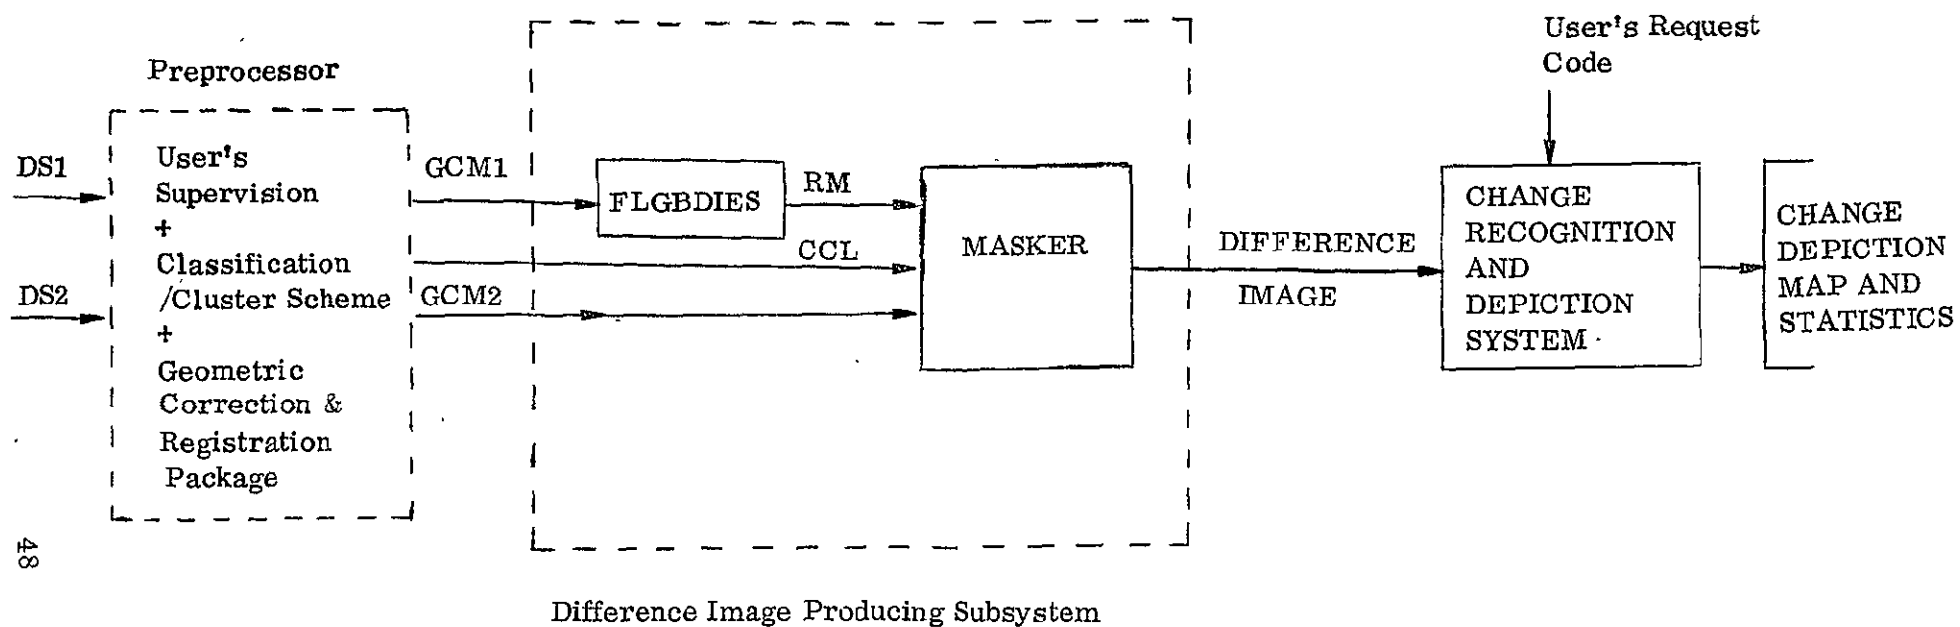 User's Request
Code
Preprocessor
DS1
DS2
User's
Supervision
+
Classification
/Cluster Scheme
+
Geometric
Correction &
Registration
Package
GCM1
GCM2
FLGBDIES
RM
CCL
MASKER
DIFFERENCE
IMAGE
CHANGE
RECOGNITION
AND
DEPICTION
SYSTEM
CHANGE
DEPICTION
MAP AND
STATISTICS
48
Difference Image Producing Subsystem